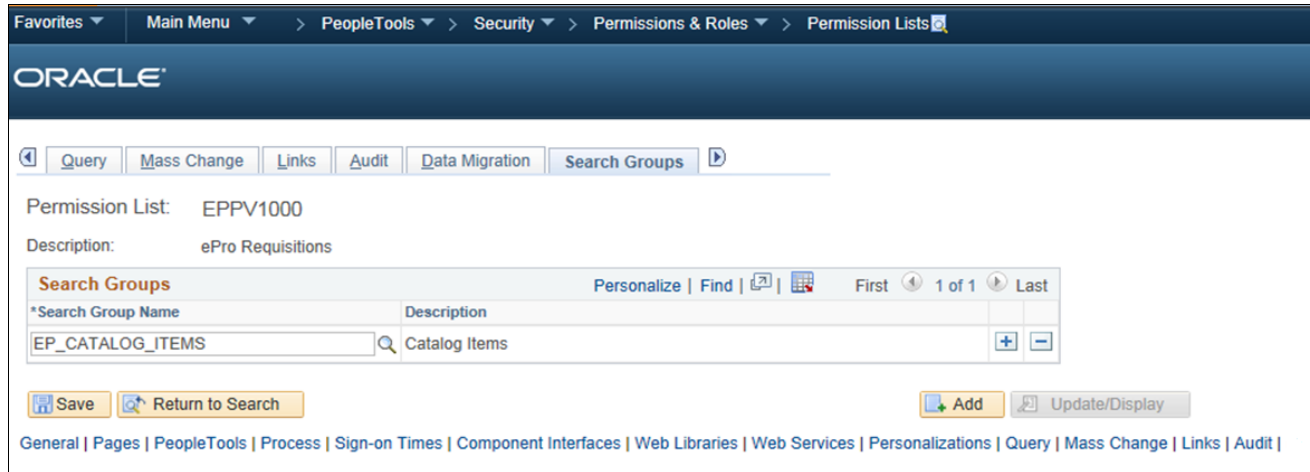 Favorites Main Menu > PeopleTools > Security > Permissions & Roles > Permission Lists
ORACLE
Query Mass Change Links Audit Data Migration Search Groups
Permission List: EPPV1000
Description: ePro Requisitions
Search Groups Personalize | Find | | First 1 of 1 Last
*Search Group Name Description
EP_CATALOG_ITEMS Catalog Items
Save Return to Search Add Update/Display
General | Pages | PeopleTools | Process | Sign-on Times | Component Interfaces | Web Libraries | Web Services | Personalizations | Query | Mass Change | Links | Audit |